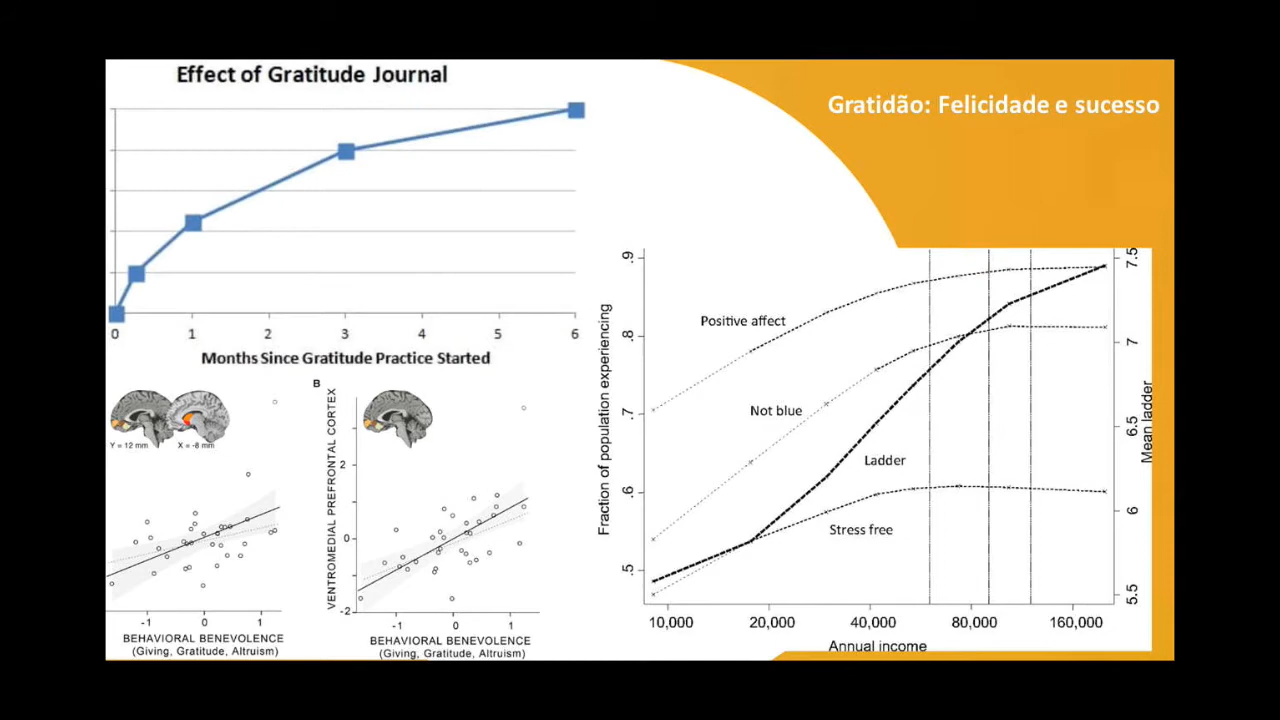 Effect of Gratitude Journal
0 1 2 3 4 5 6
Months Since Gratitude Practice Started
Gratidão: Felicidade e sucesso
Y = 12 mm X = -8 mm
-1 0 1
BEHAVIORAL BENEVOLENCE
(Giving, Gratitude, Altruism)
B
VENTROMEDIAL PREFRONTAL CORTEX
2
0
-2
-1 0 1
BEHAVIORAL BENEVOLENCE
(Giving, Gratitude, Altruism)
Fraction of population experiencing
.9
.8
.7
.6
.5
Positive affect
Not blue
Ladder
Stress free
7.5
7
6.5
6
5.5
Mean ladder
10,000 20,000 40,000 80,000 160,000
Annual income